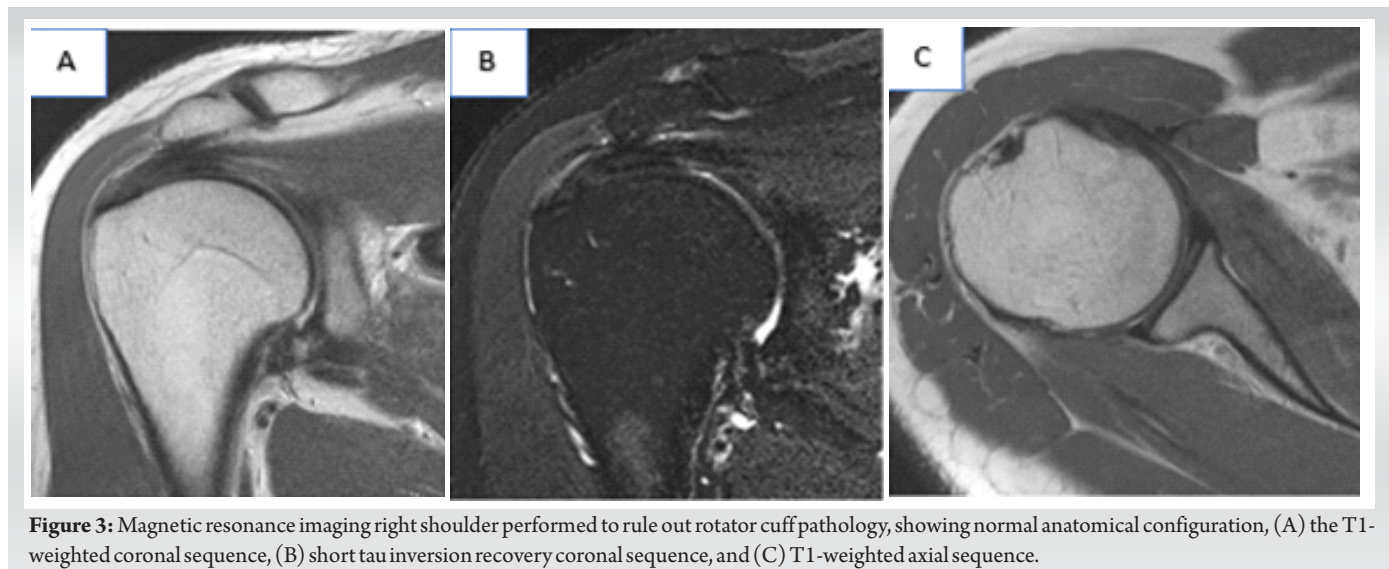 A
B
C
Figure 3: Magnetic resonance imaging right shoulder performed to rule out rotator cuff pathology, showing normal anatomical configuration, (A) the T1-
weighted coronal sequence, (B) short tau inversion recovery coronal sequence, and (C) T1-weighted axial sequence.